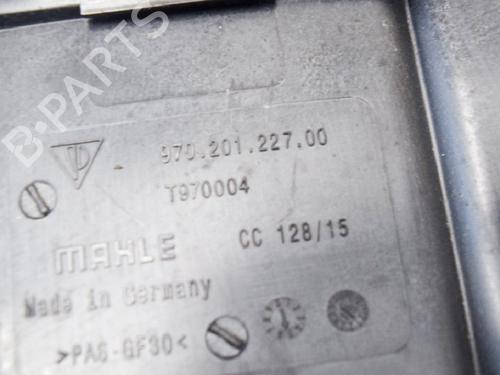 B-PARTS
970.201.227.00
T970004
MAHLE
CC 128/15
Made in Germany
>PA6-GF30<